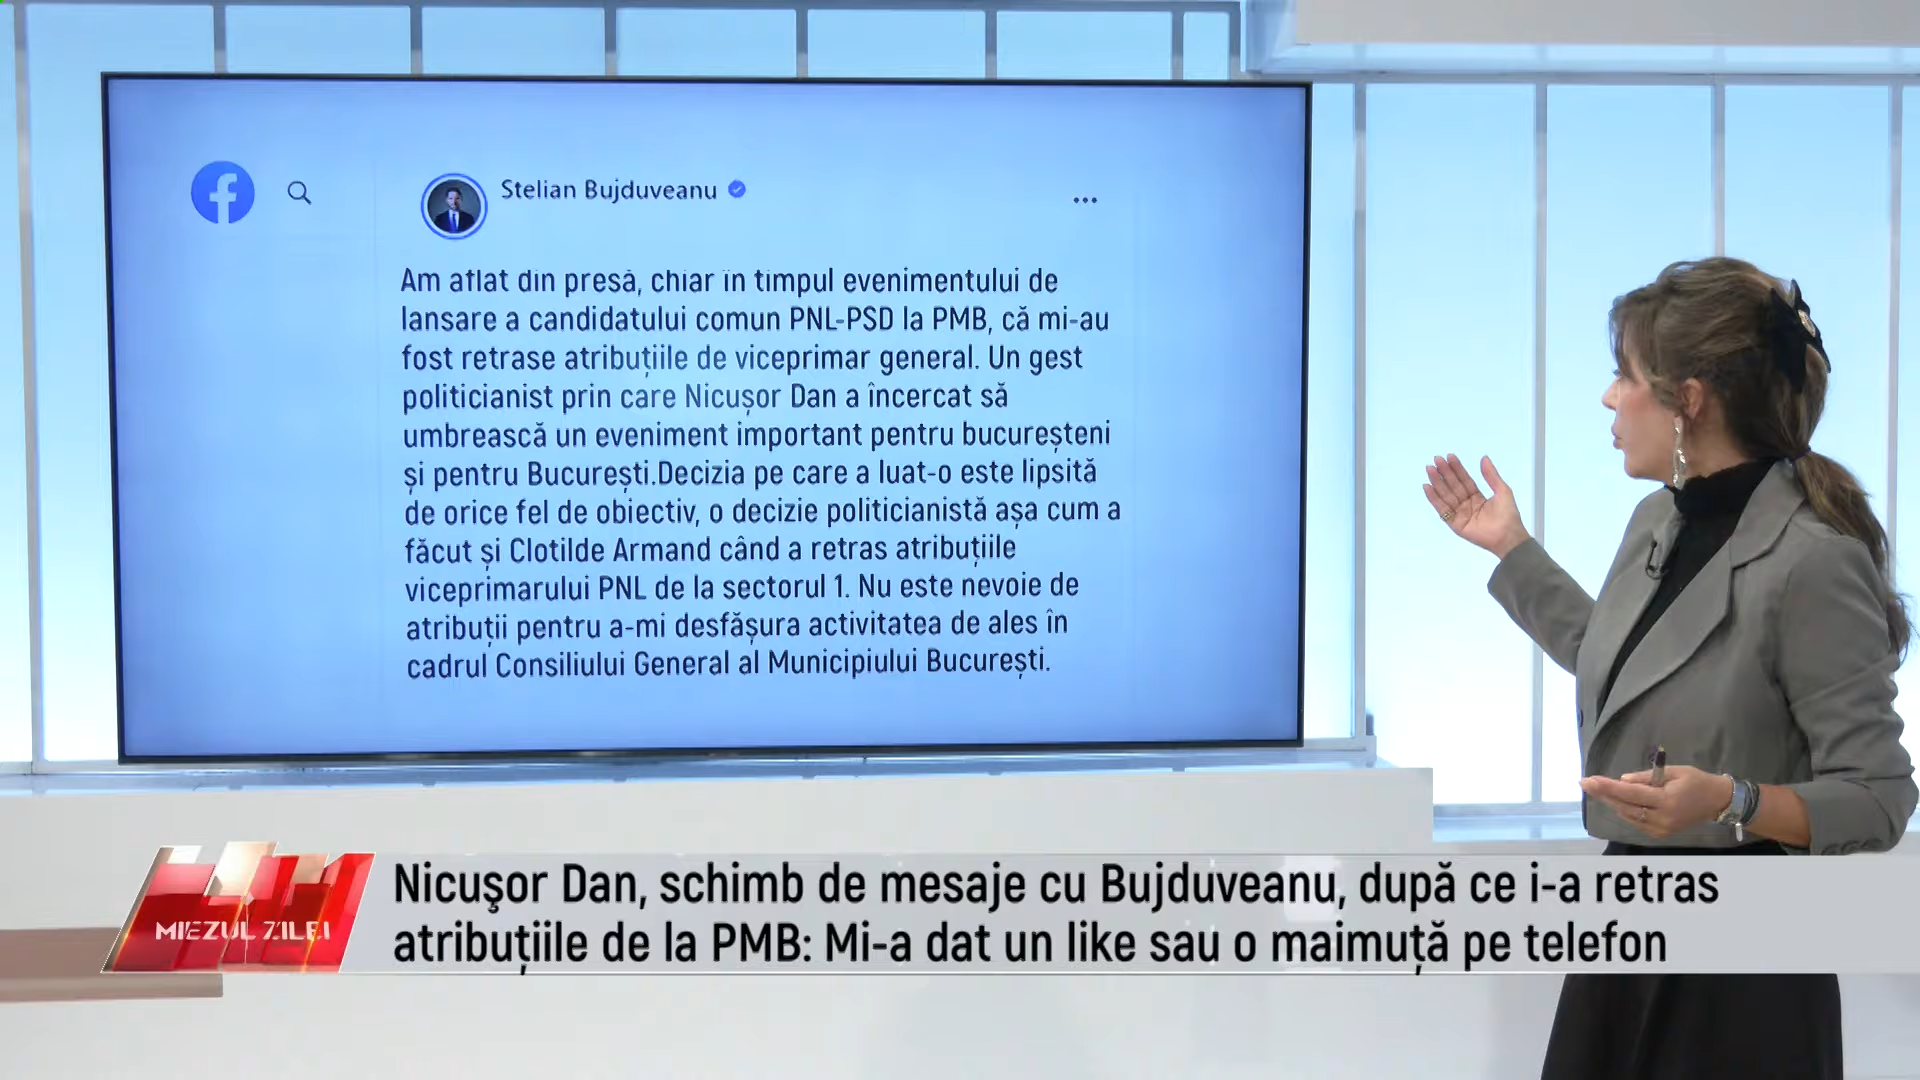 Stelian Bujduveanu
Am aflat din presă, chiar în timpul evenimentului de
lansare a candidatului comun PNL-PSD la PMB, că mi-au
fost retrase atribuțiile de viceprimar general. Un gest
politicianist prin care Nicușor Dan a încercat să
umbrească un eveniment important pentru bucureșteni
și pentru București.Decizia pe care a luat-o este lipsită
de orice fel de obiectiv, o decizie politicianistă așa cum a
făcut și Clotilde Armand când a retras atribuțiile
viceprimarului PNL de la sectorul 1. Nu este nevoie de
atribuții pentru a-mi desfășura activitatea de ales în
cadrul Consiliului General al Municipiului București.
MIEZUL ZILEI
Nicuşor Dan, schimb de mesaje cu Bujduveanu, după ce i-a retras
atribuțiile de la PMB: Mi-a dat un like sau o maimuță pe telefon